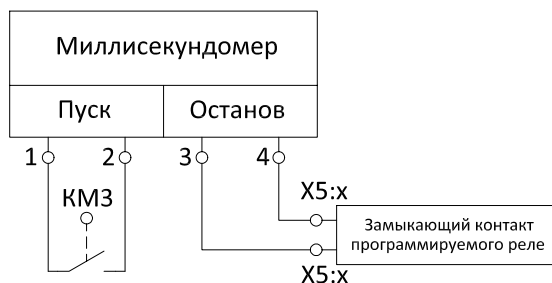 Миллисекундомер
Пуск Останов
1 2 3 4
КМ3
X5:x
Замыкающий контакт
программируемого реле
X5:x